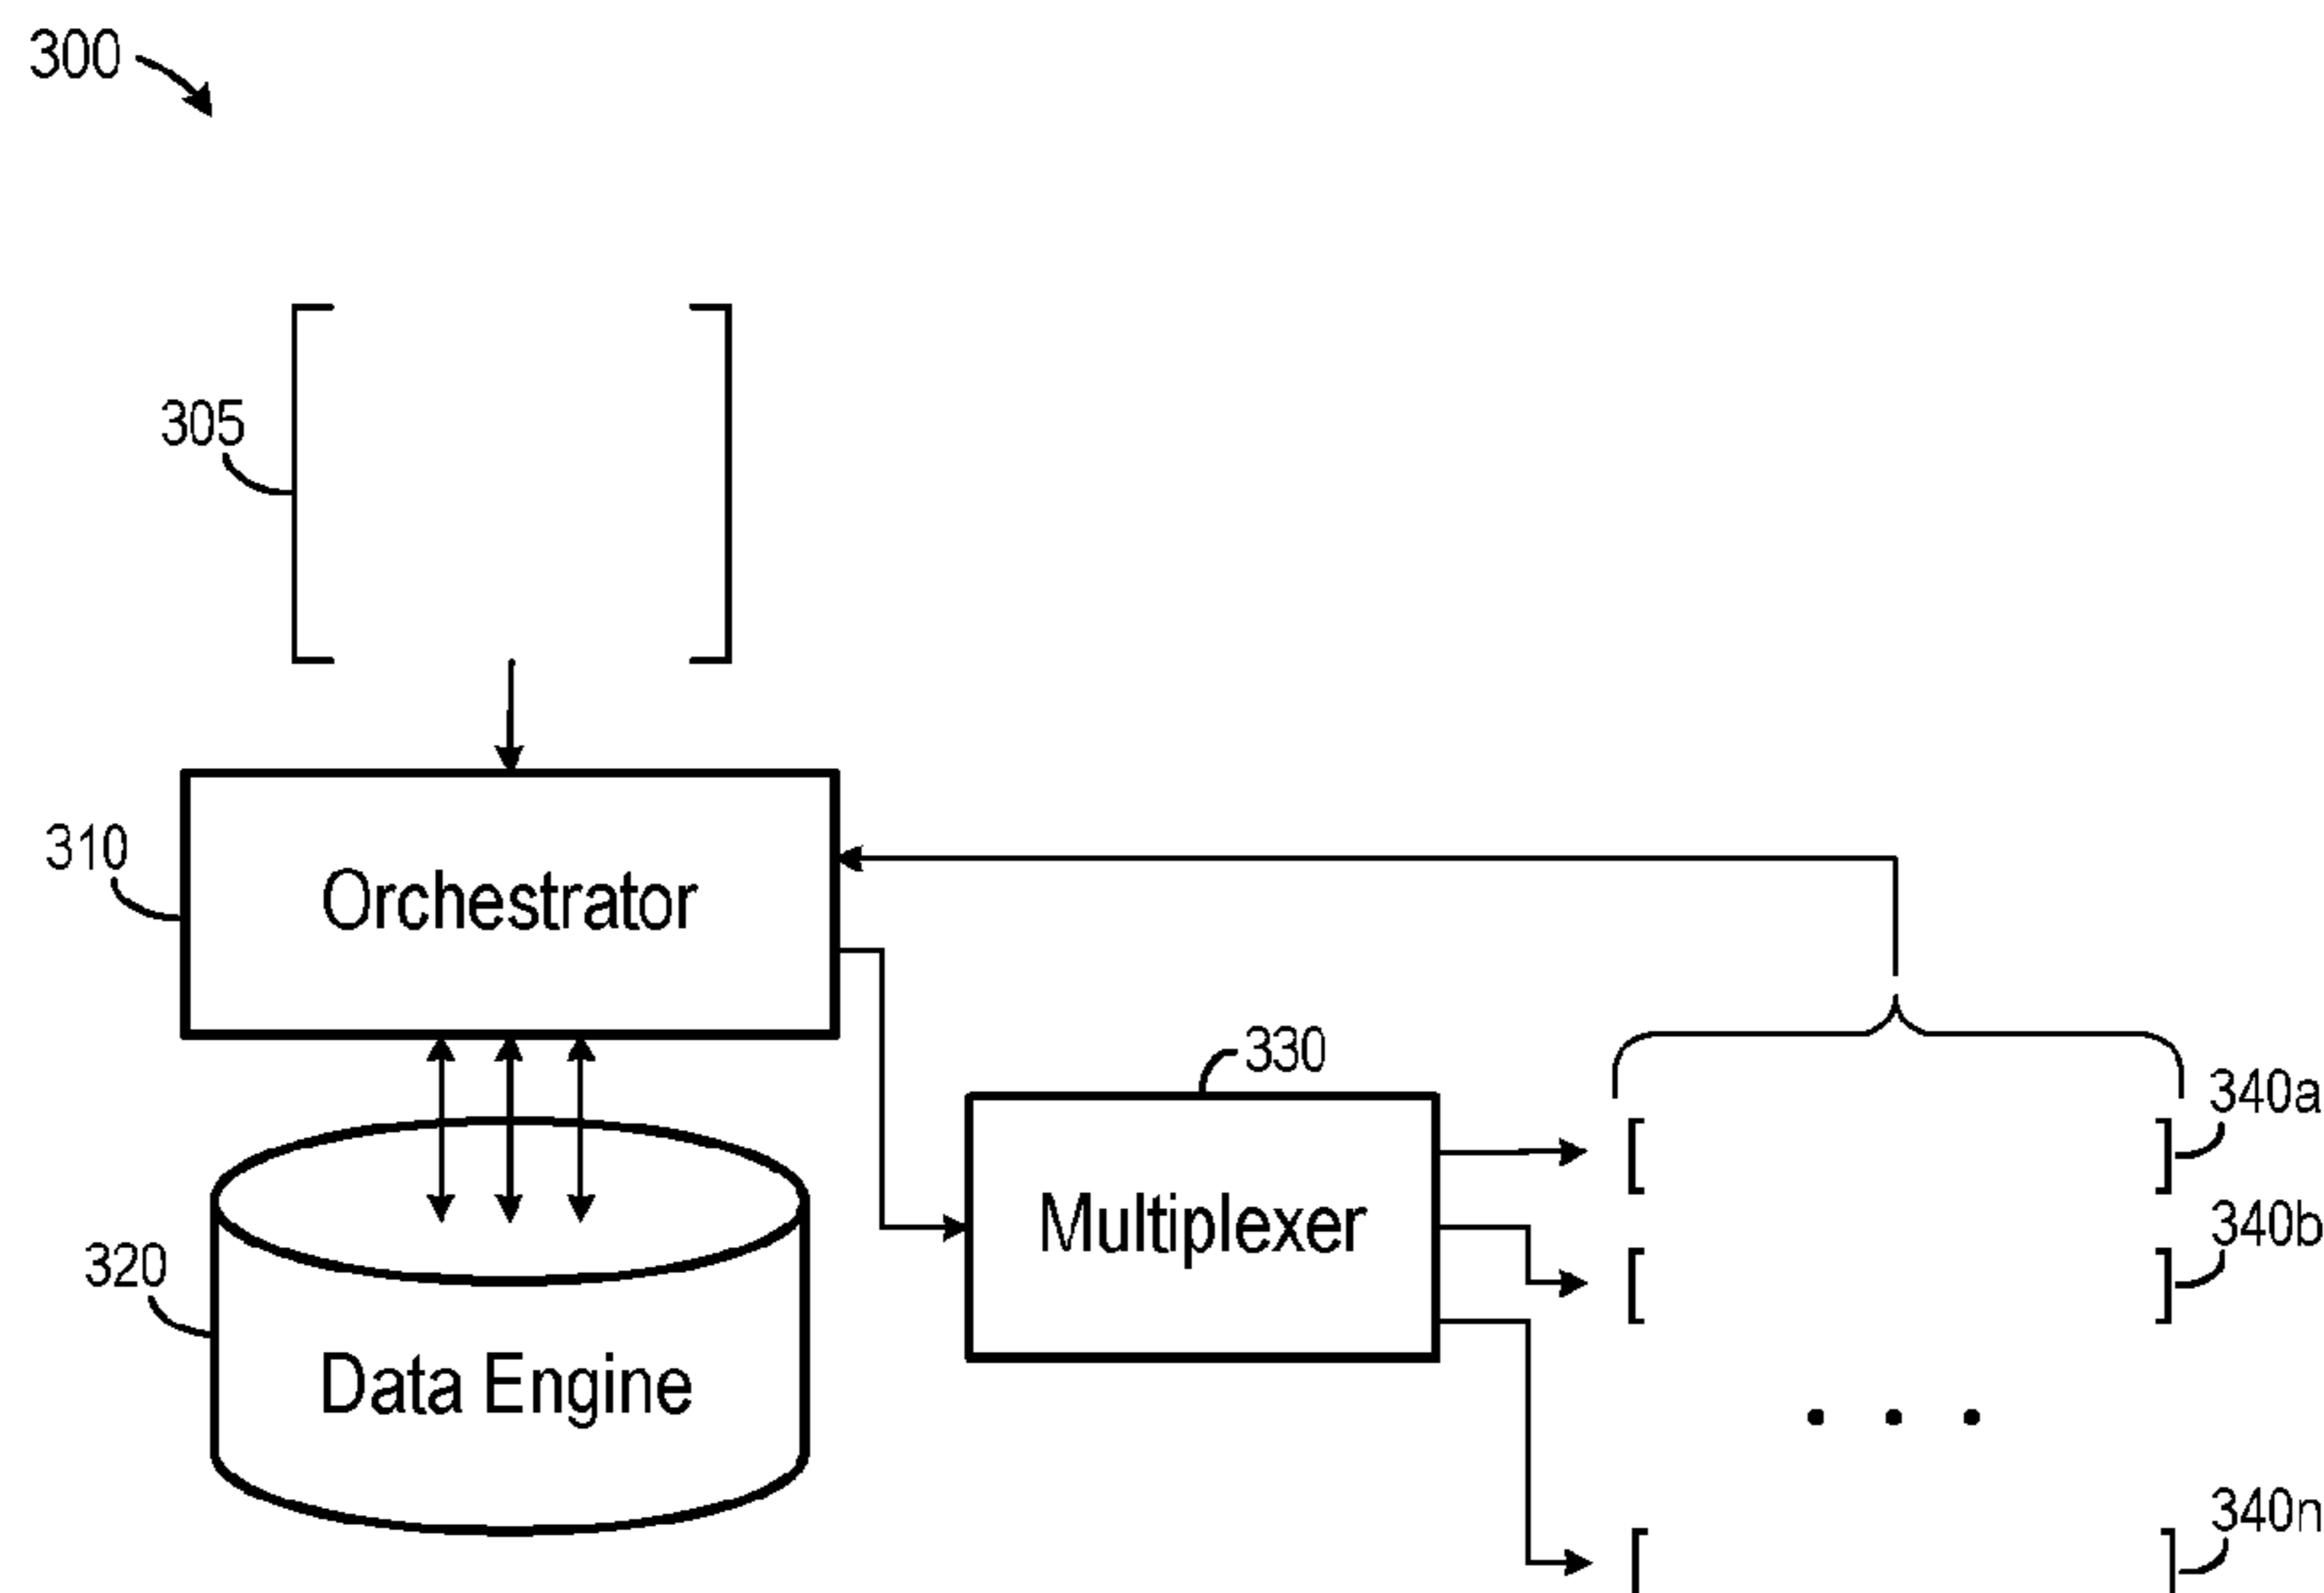 300
305
310
Orchestrator
330
340a
Multiplexer
340b
320
Data Engine
340n